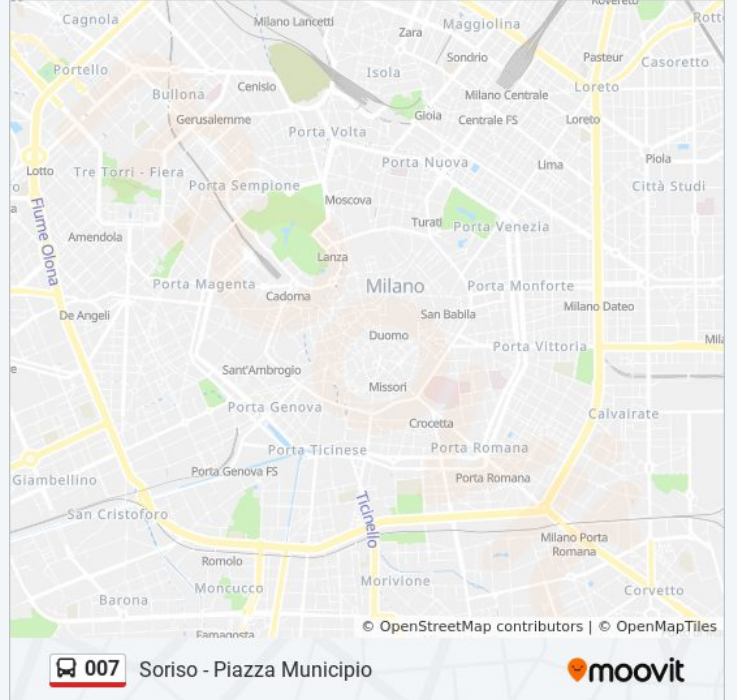 Rovereto
Cagnola
Milano Lancetti
Maggiolina
Zara
Sondrio
Pasteur
Casoretto
Portello
Isola
Bullona
Cenisio
Milano Centrale
Loreto
Gerusalemme
Gioia
Centrale FS
Loreto
Porta Volta
Lotto
Tre Torri - Fiera
Porta Nuova
Lima
Piola
Porta Sempione
Città Studi
Moscova
Turati
Porta Venezia
Fiume Olona
Amendola
Lanza
Porta Magenta
Cadorna
Milano
Porta Monforte
De Angeli
San Babila
Milano Dateo
Duomo
Porta Vittoria
Sant'Ambrogio
Missori
Porta Genova
Crocetta
Calvairate
Porta Ticinese
Porta Romana
Giambellino
Porta Genova FS
Porta Romana
San Cristoforo
Ticinello
Milano Porta
Romana
Romolo
Moncucco
Morivione
Corvetto
Barona
Famagosta
© OpenStreetMap contributors | © OpenMapTiles
007 Soriso - Piazza Municipio
moovit